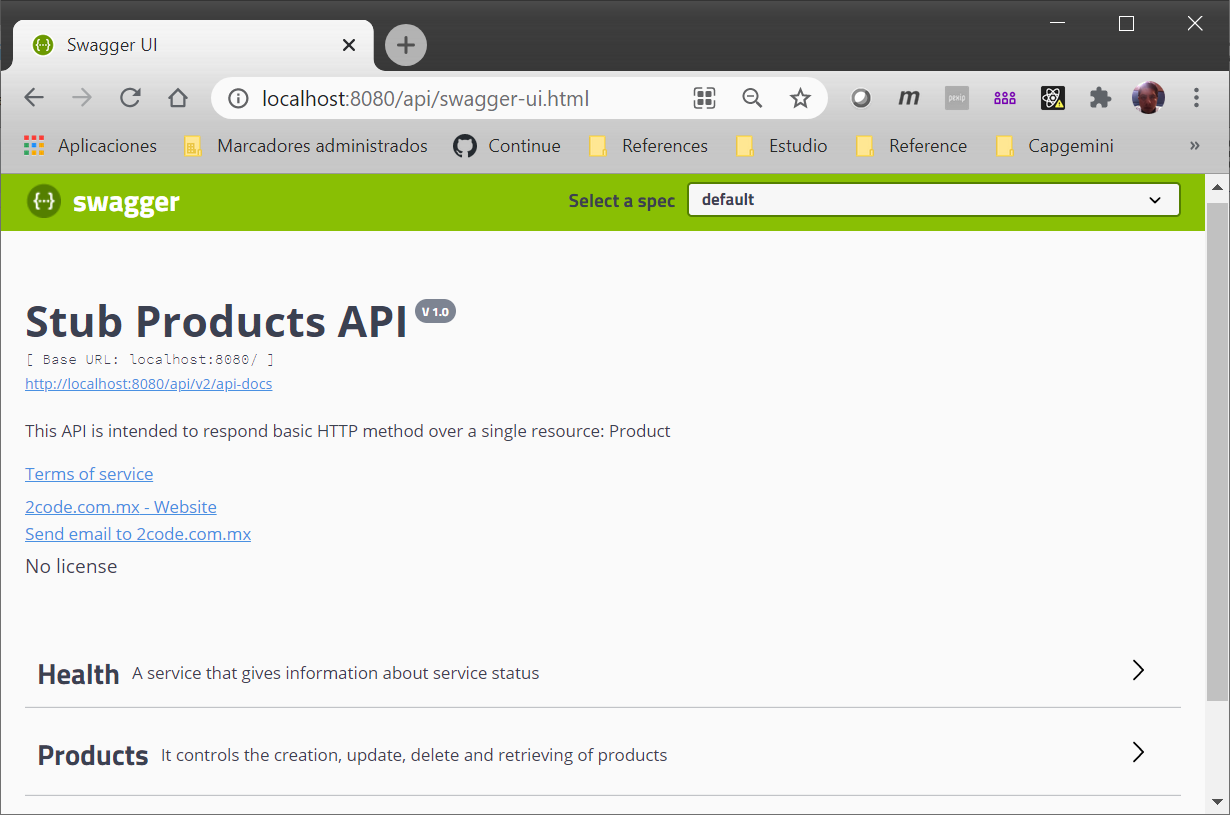 Swagger UI
localhost:8080/api/swagger-ui.html
m
pexip
Aplicaciones
Marcadores administrados
Continue
References
Estudio
Reference
Capgemini
»
{···} swagger
Select a spec
default
Stub Products API V 1.0
[ Base URL: localhost:8080/ ]
http://localhost:8080/api/v2/api-docs
This API is intended to respond basic HTTP method over a single resource: Product
Terms of service
2code.com.mx - Website
Send email to 2code.com.mx
No license
Health A service that gives information about service status
Products It controls the creation, update, delete and retrieving of products